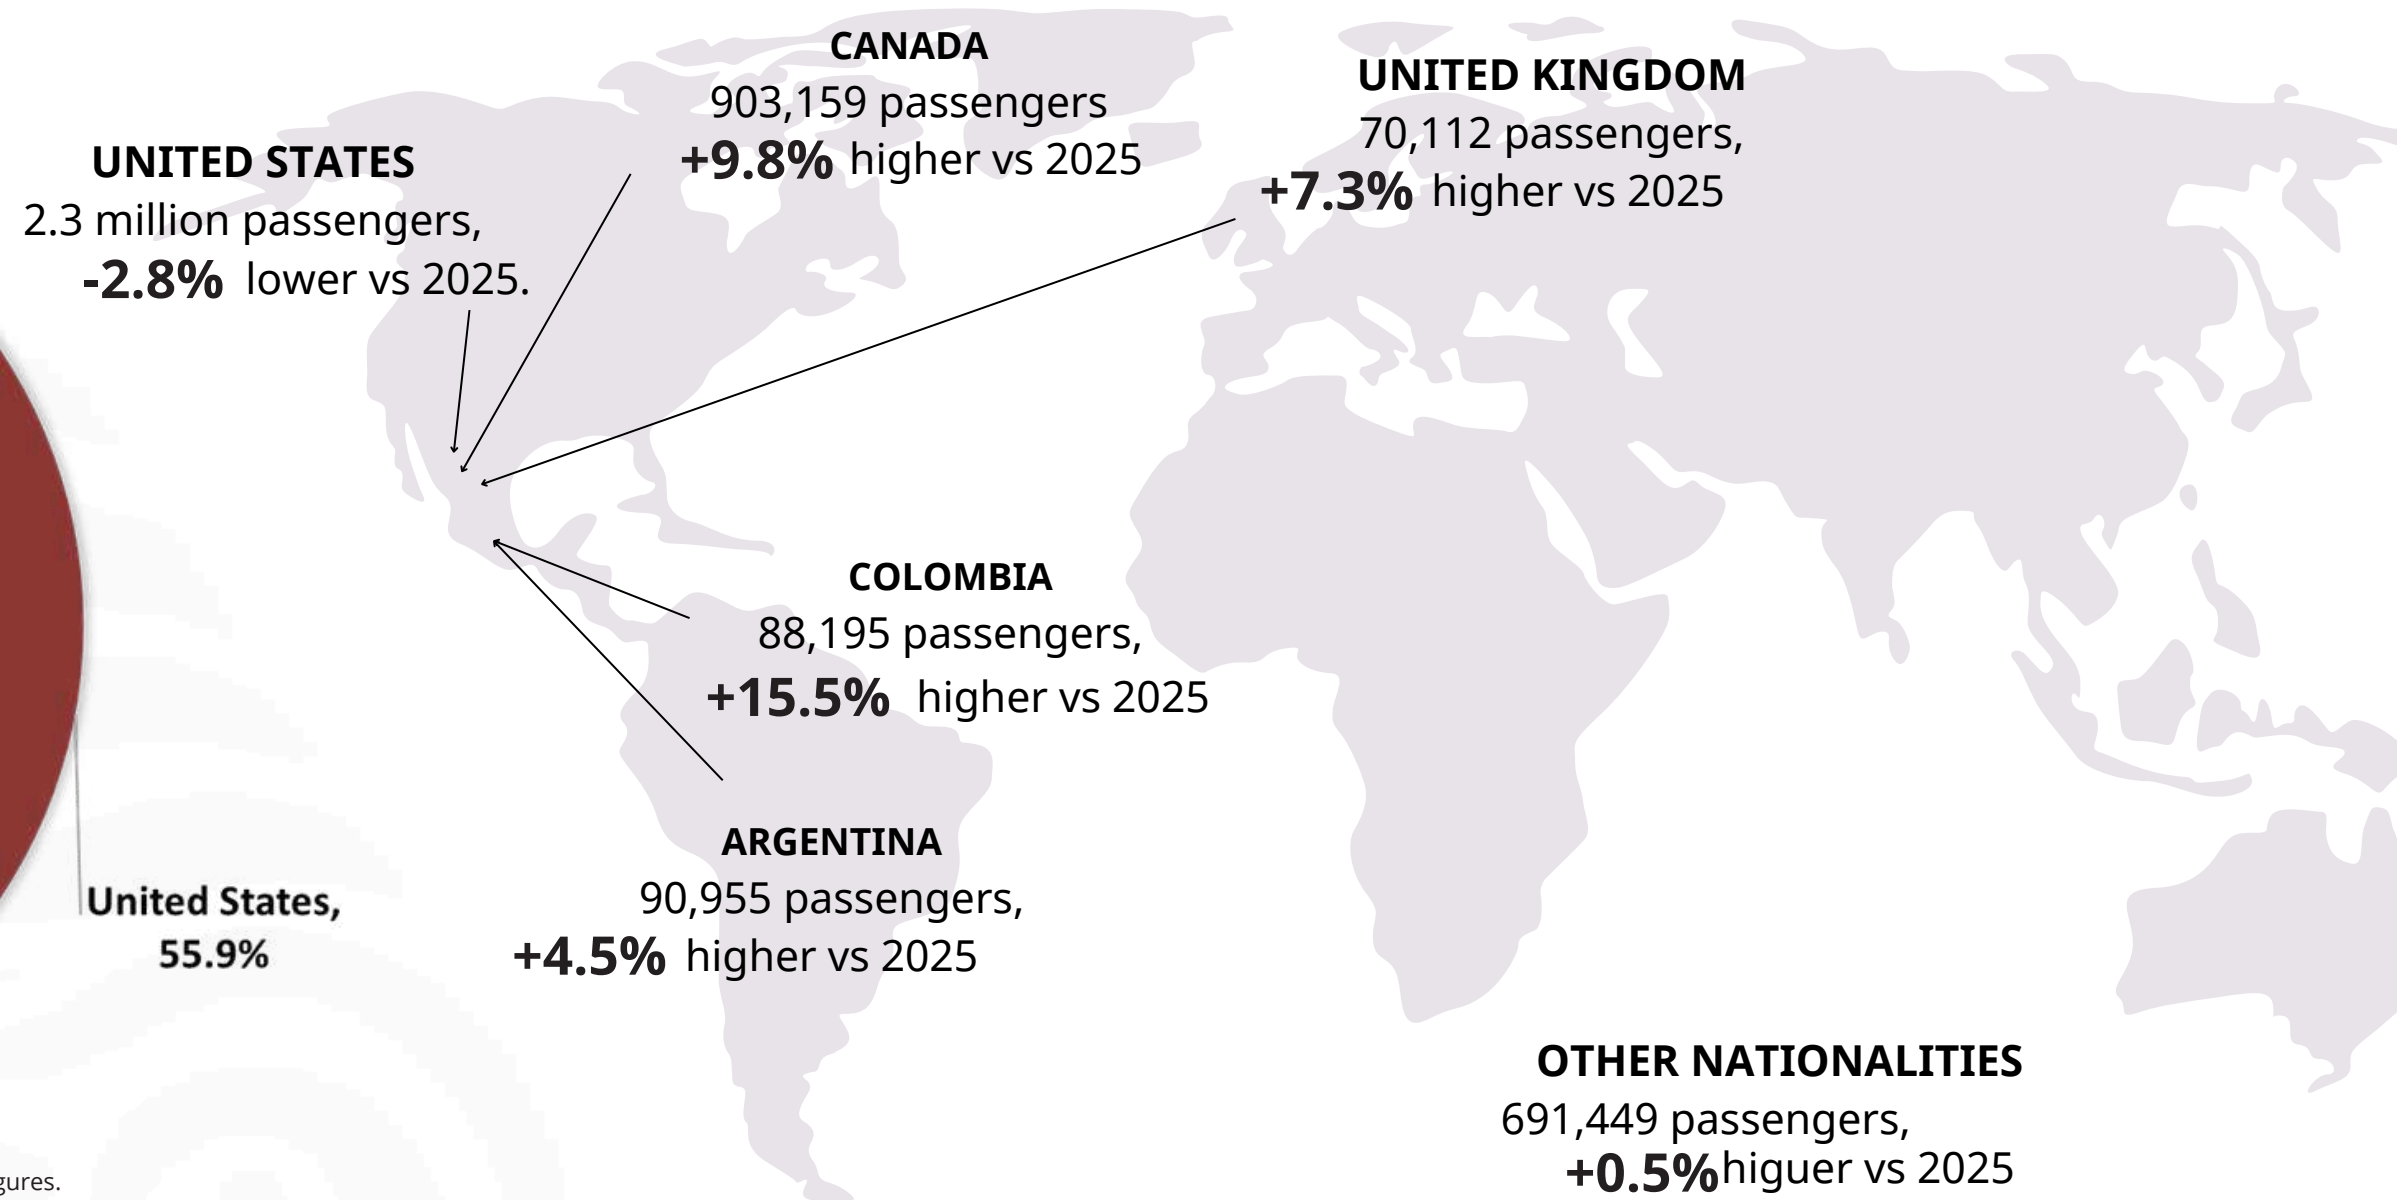 CANADA
903,159 passengers
+9.8% higher vs 2025
UNITED KINGDOM
70,112 passengers,
+7.3% higher vs 2025
UNITED STATES
2.3 million passengers,
-2.8% lower vs 2025.
COLOMBIA
88,195 passengers,
+15.5% higher vs 2025
ARGENTINA
90,955 passengers,
+4.5% higher vs 2025
United States,
55.9%
OTHER NATIONALITIES
691,449 passengers,
+0.5% higuer vs 2025
gures.